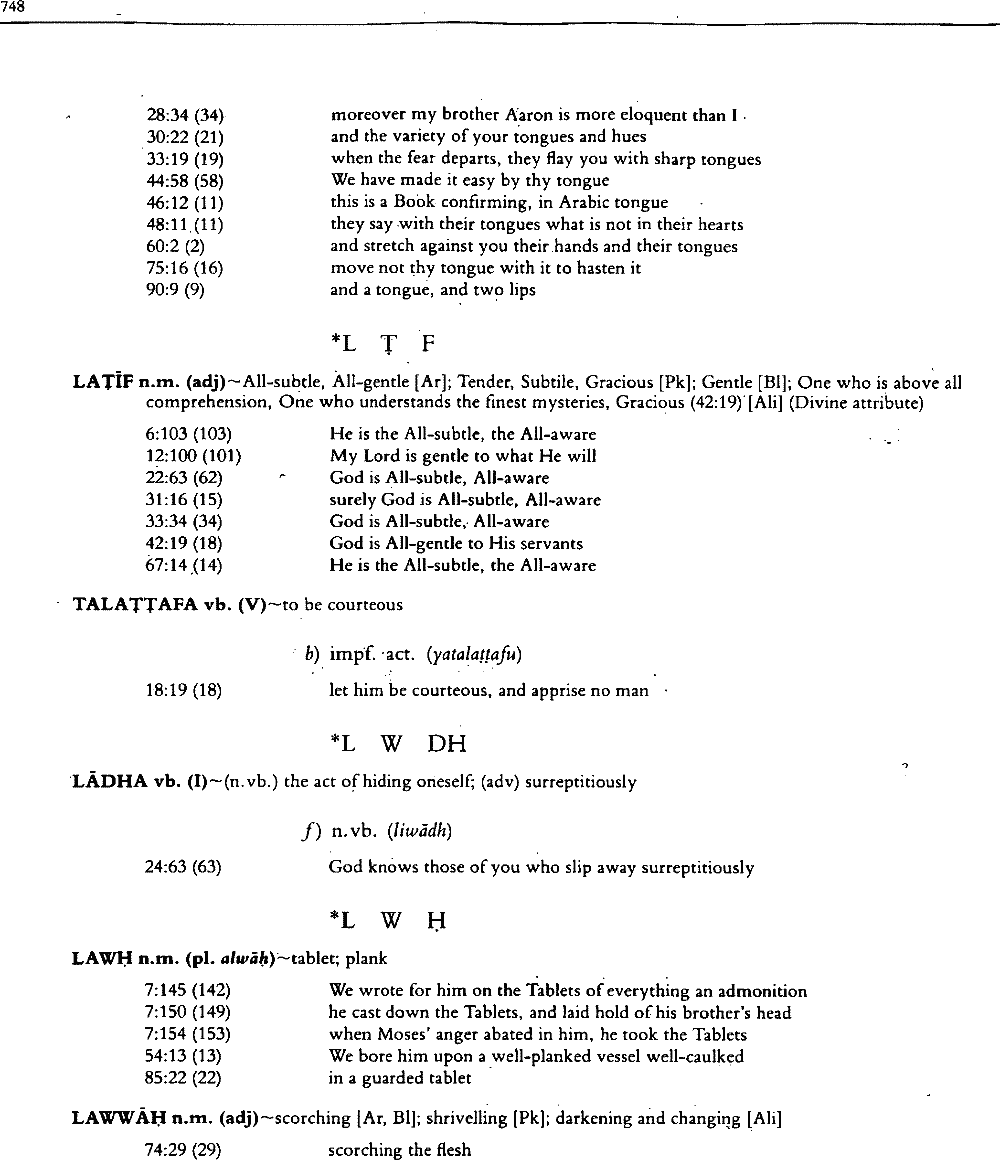 748
28:34 (34) moreover my brother Aaron is more eloquent than I
30:22 (21) and the variety of your tongues and hues
33:19 (19) when the fear departs, they flay you with sharp tongues
44:58 (58) We have made it easy by thy tongue
46:12 (11) this is a Book confirming, in Arabic tongue
48:11 (11) they say with their tongues what is not in their hearts
60:2 (2) and stretch against you their hands and their tongues
75:16 (16) move not thy tongue with it to hasten it
90:9 (9) and a tongue, and two lips
*L Ṭ F
LAṬĪF n.m. (adj)~All-subtle, All-gentle [Ar]; Tender, Subtile, Gracious [Pk]; Gentle [Bl]; One who is above all
comprehension, One who understands the finest mysteries, Gracious (42:19) [Ali] (Divine attribute)
6:103 (103) He is the All-subtle, the All-aware
12:100 (101) My Lord is gentle to what He will
22:63 (62) God is All-subtle, All-aware
31:16 (15) surely God is All-subtle, All-aware
33:34 (34) God is All-subtle, All-aware
42:19 (18) God is All-gentle to His servants
67:14 (14) He is the All-subtle, the All-aware
TALAṬṬAFA vb. (V)~to be courteous
b) impf. act. (yatalaṭṭafu)
18:19 (18) let him be courteous, and apprise no man
*L W DH
LĀDHA vb. (I)~(n.vb.) the act of hiding oneself; (adv) surreptitiously
f) n.vb. (liwādh)
24:63 (63) God knows those of you who slip away surreptitiously
*L W Ḥ
LAWḤ n.m. (pl. alwāḥ)~tablet; plank
7:145 (142) We wrote for him on the Tablets of everything an admonition
7:150 (149) he cast down the Tablets, and laid hold of his brother's head
7:154 (153) when Moses' anger abated in him, he took the Tablets
54:13 (13) We bore him upon a well-planked vessel well-caulked
85:22 (22) in a guarded tablet
LAWWĀḤ n.m. (adj)~scorching [Ar, Bl]; shrivelling [Pk]; darkening and changing [Ali]
74:29 (29) scorching the flesh